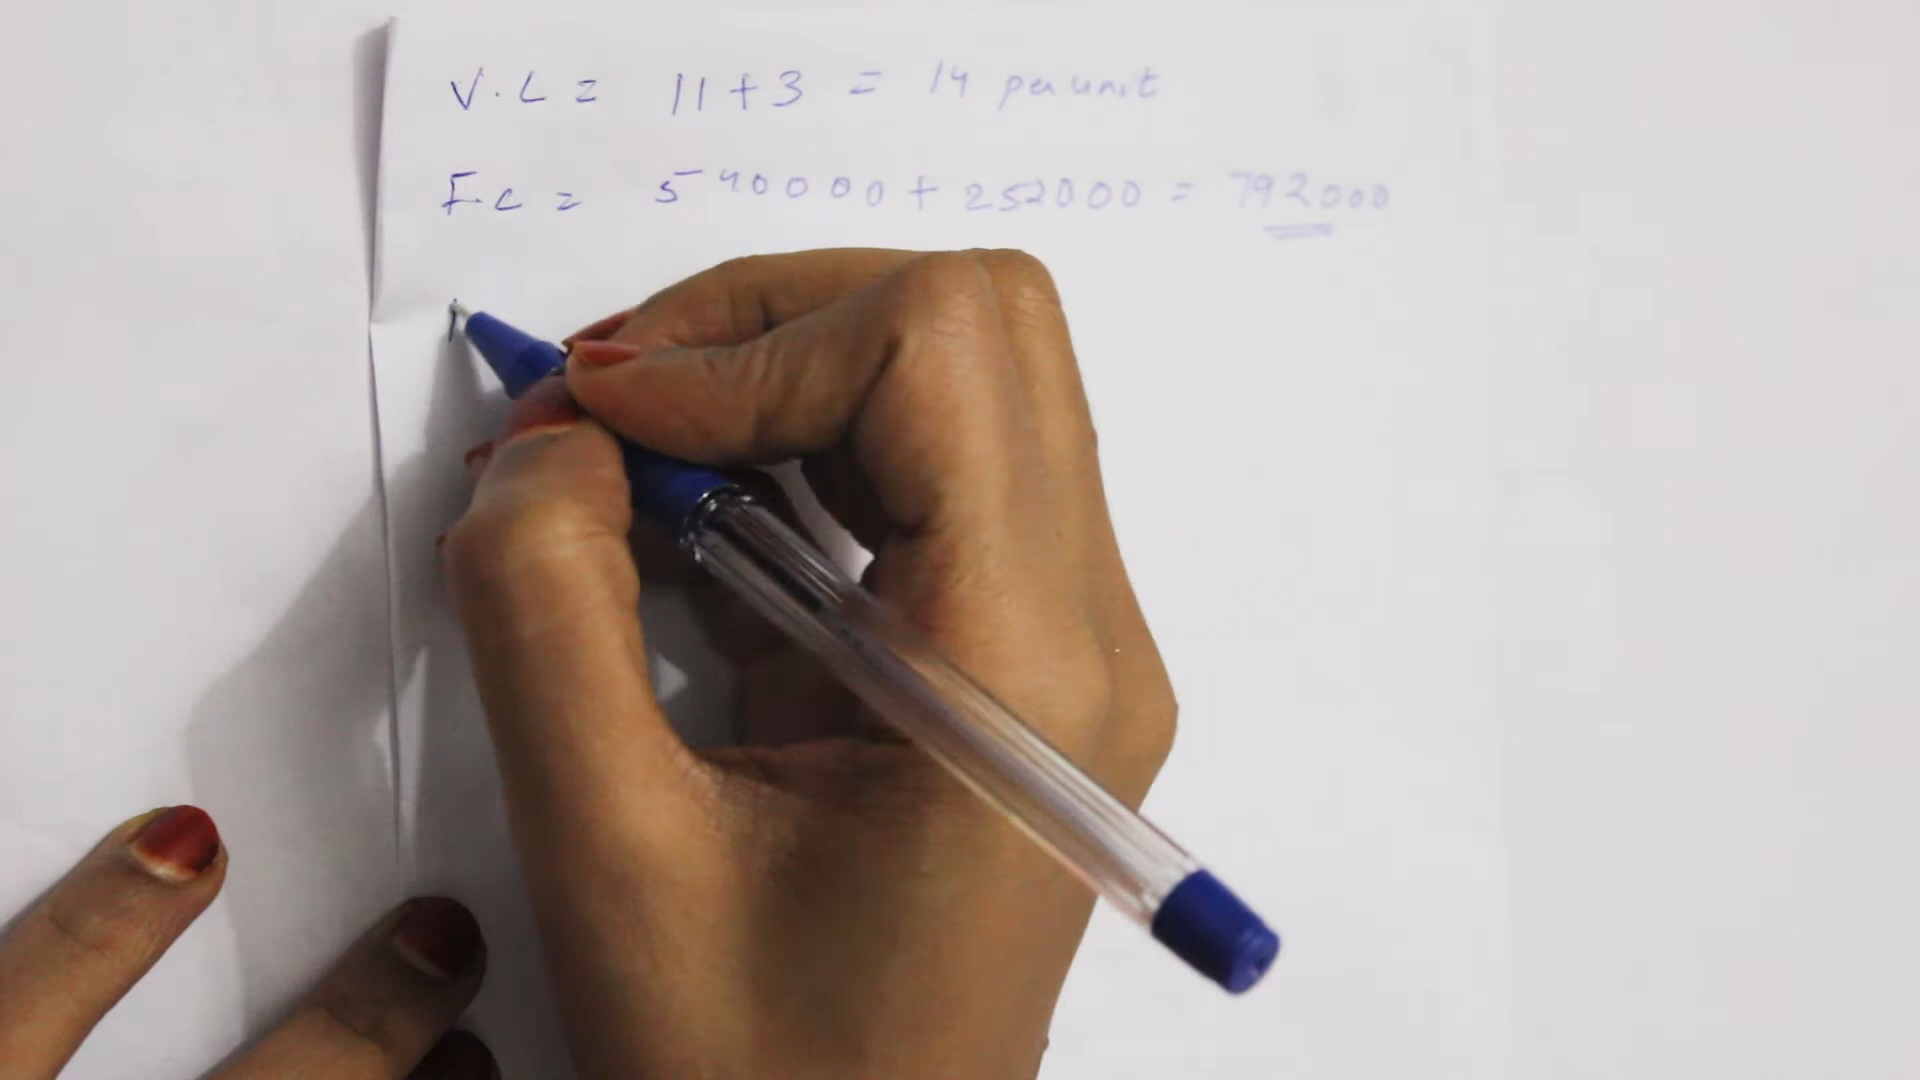 V.C = 11 + 3 = 14 per unit
F.C = 540000 + 252000 = 792000